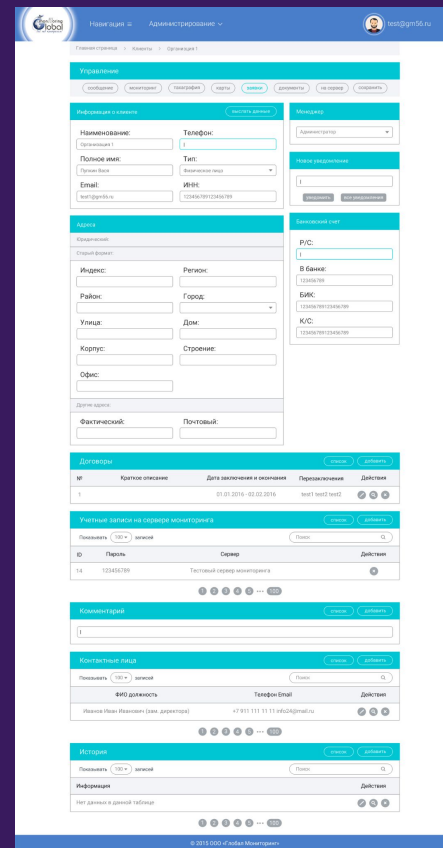 Global
Навигация ≡ Администрирование
test@gm56.ru
Главная страница > Клиенты > Организация 1
Управление
сообщение мониторинг тахография карты заявки документы на сервер сохранить
Информация о клиенте
выслать данные
Наименование: Телефон:
Организация 1
Полное имя: Тип:
Пупкин Вася Физическое лицо
Email: ИНН:
test1@gm56.ru 123456789123456789
Менеджер
Администратор
Новое уведомление
уведомить все уведомления
Адреса
Юридический:
Старый формат:
Индекс: Регион:
Район: Город:
Улица: Дом:
Корпус: Строение:
Офис:
Другие адреса:
Фактический: Почтовый:
Банковский счет
Р/С:
В банке:
123456789
БИК:
123456789123456789
К/С:
123456789123456789
Договоры
список добавить
№ Краткое описание Дата заключения и окончания Перезаключения Действия
1 01.01.2016 - 02.02.2016 test1 test2 test2
Учетные записи на сервере мониторинга
список добавить
Показывать 100 записей Поиск
ID Пароль Сервер Действия
14 123456789 Тестовый сервер мониторинга
1 2 3 4 5 ··· 100
Комментарий
список добавить
Контактные лица
список добавить
Показывать 100 записей Поиск
ФИО должность Телефон Email Действия
Иванов Иван Иванович (зам. директора) +7 911 111 11 11 info24@mail.ru
1 2 3 4 5 ··· 100
История
список добавить
Показывать 100 записей Поиск
Информация Действия
Нет данных в данной таблице
1 2 3 4 5 ··· 100
© 2015 ООО «Глобал Мониторинг»